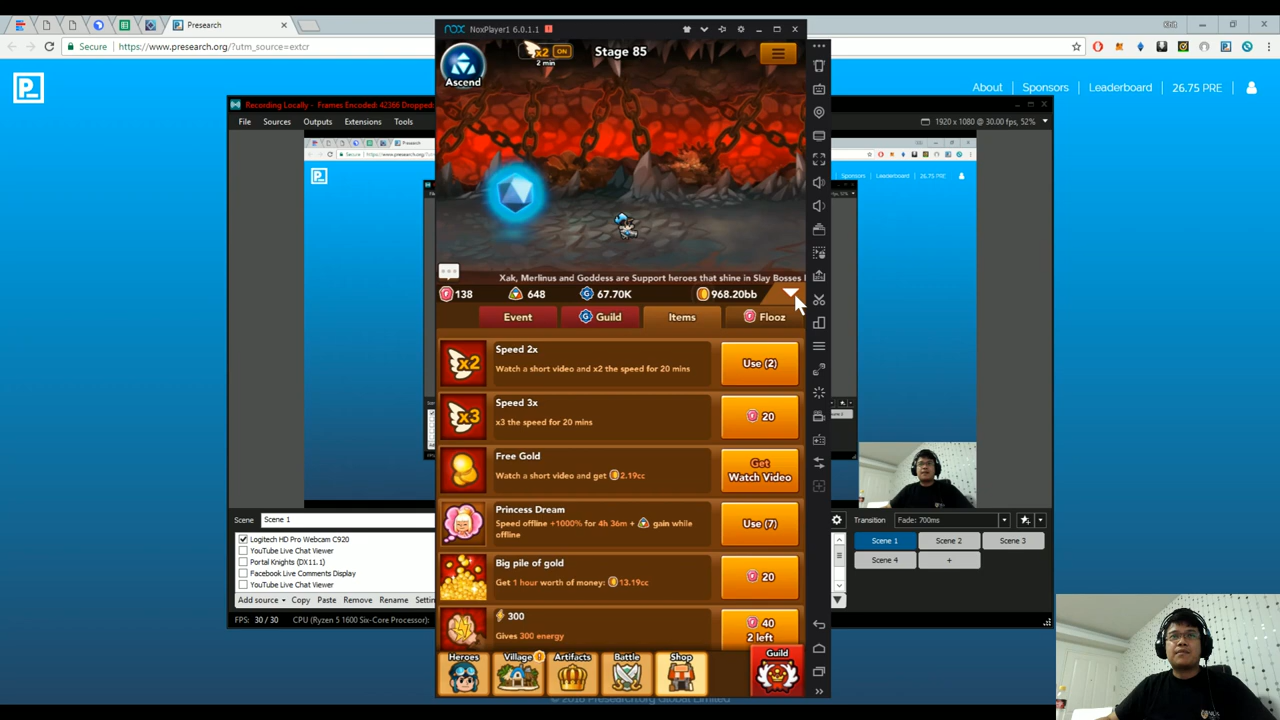 Presearch
Secure
https://www.presearch.org/?utm_source=extcr
About
Sponsors
Leaderboard
26.75 PRE
Recording Locally - Frames Encoded: 42366 Dropped:
File
Sources
Outputs
Extensions
Tools
1920 x 1080 @ 30.00 fps, 52%
nox
NoxPlayer1 6.0.1.1
Ascend
x2 ON
2 min
Stage 85
Xak, Merlinus and Goddess are Support heroes that shine in Slay Bosses
138
648
67.70K
968.20bb
Event
Guild
Items
Flooz
x2
Speed 2x
Watch a short video and x2 the speed for 20 mins
Use (2)
x3
Speed 3x
x3 the speed for 20 mins
20
Free Gold
Watch a short video and get 2.19cc
Get
Watch Video
Princess Dream
Speed offline +1000% for 4h 36m + gain while
offline
Use (7)
Big pile of gold
Get 1 hour worth of money: 13.19cc
20
300
Gives 300 energy
40
2 left
Heroes
Village
Artifacts
Battle
Shop
Guild
Scene
Scene 1
Logitech HD Pro Webcam C920
YouTube Live Chat Viewer
Portal Knights (DX11.1)
Facebook Live Comments Display
YouTube Live Chat Viewer
Add source
Copy
Paste
Remove
Rename
FPS: 30 / 30
CPU (Ryzen 5 1600 Six-Core Processor):
Transition
Fade: 700ms
Scene 1
Scene 2
Scene 3
Scene 4
+
© 2018 Presearch.org Global Limited